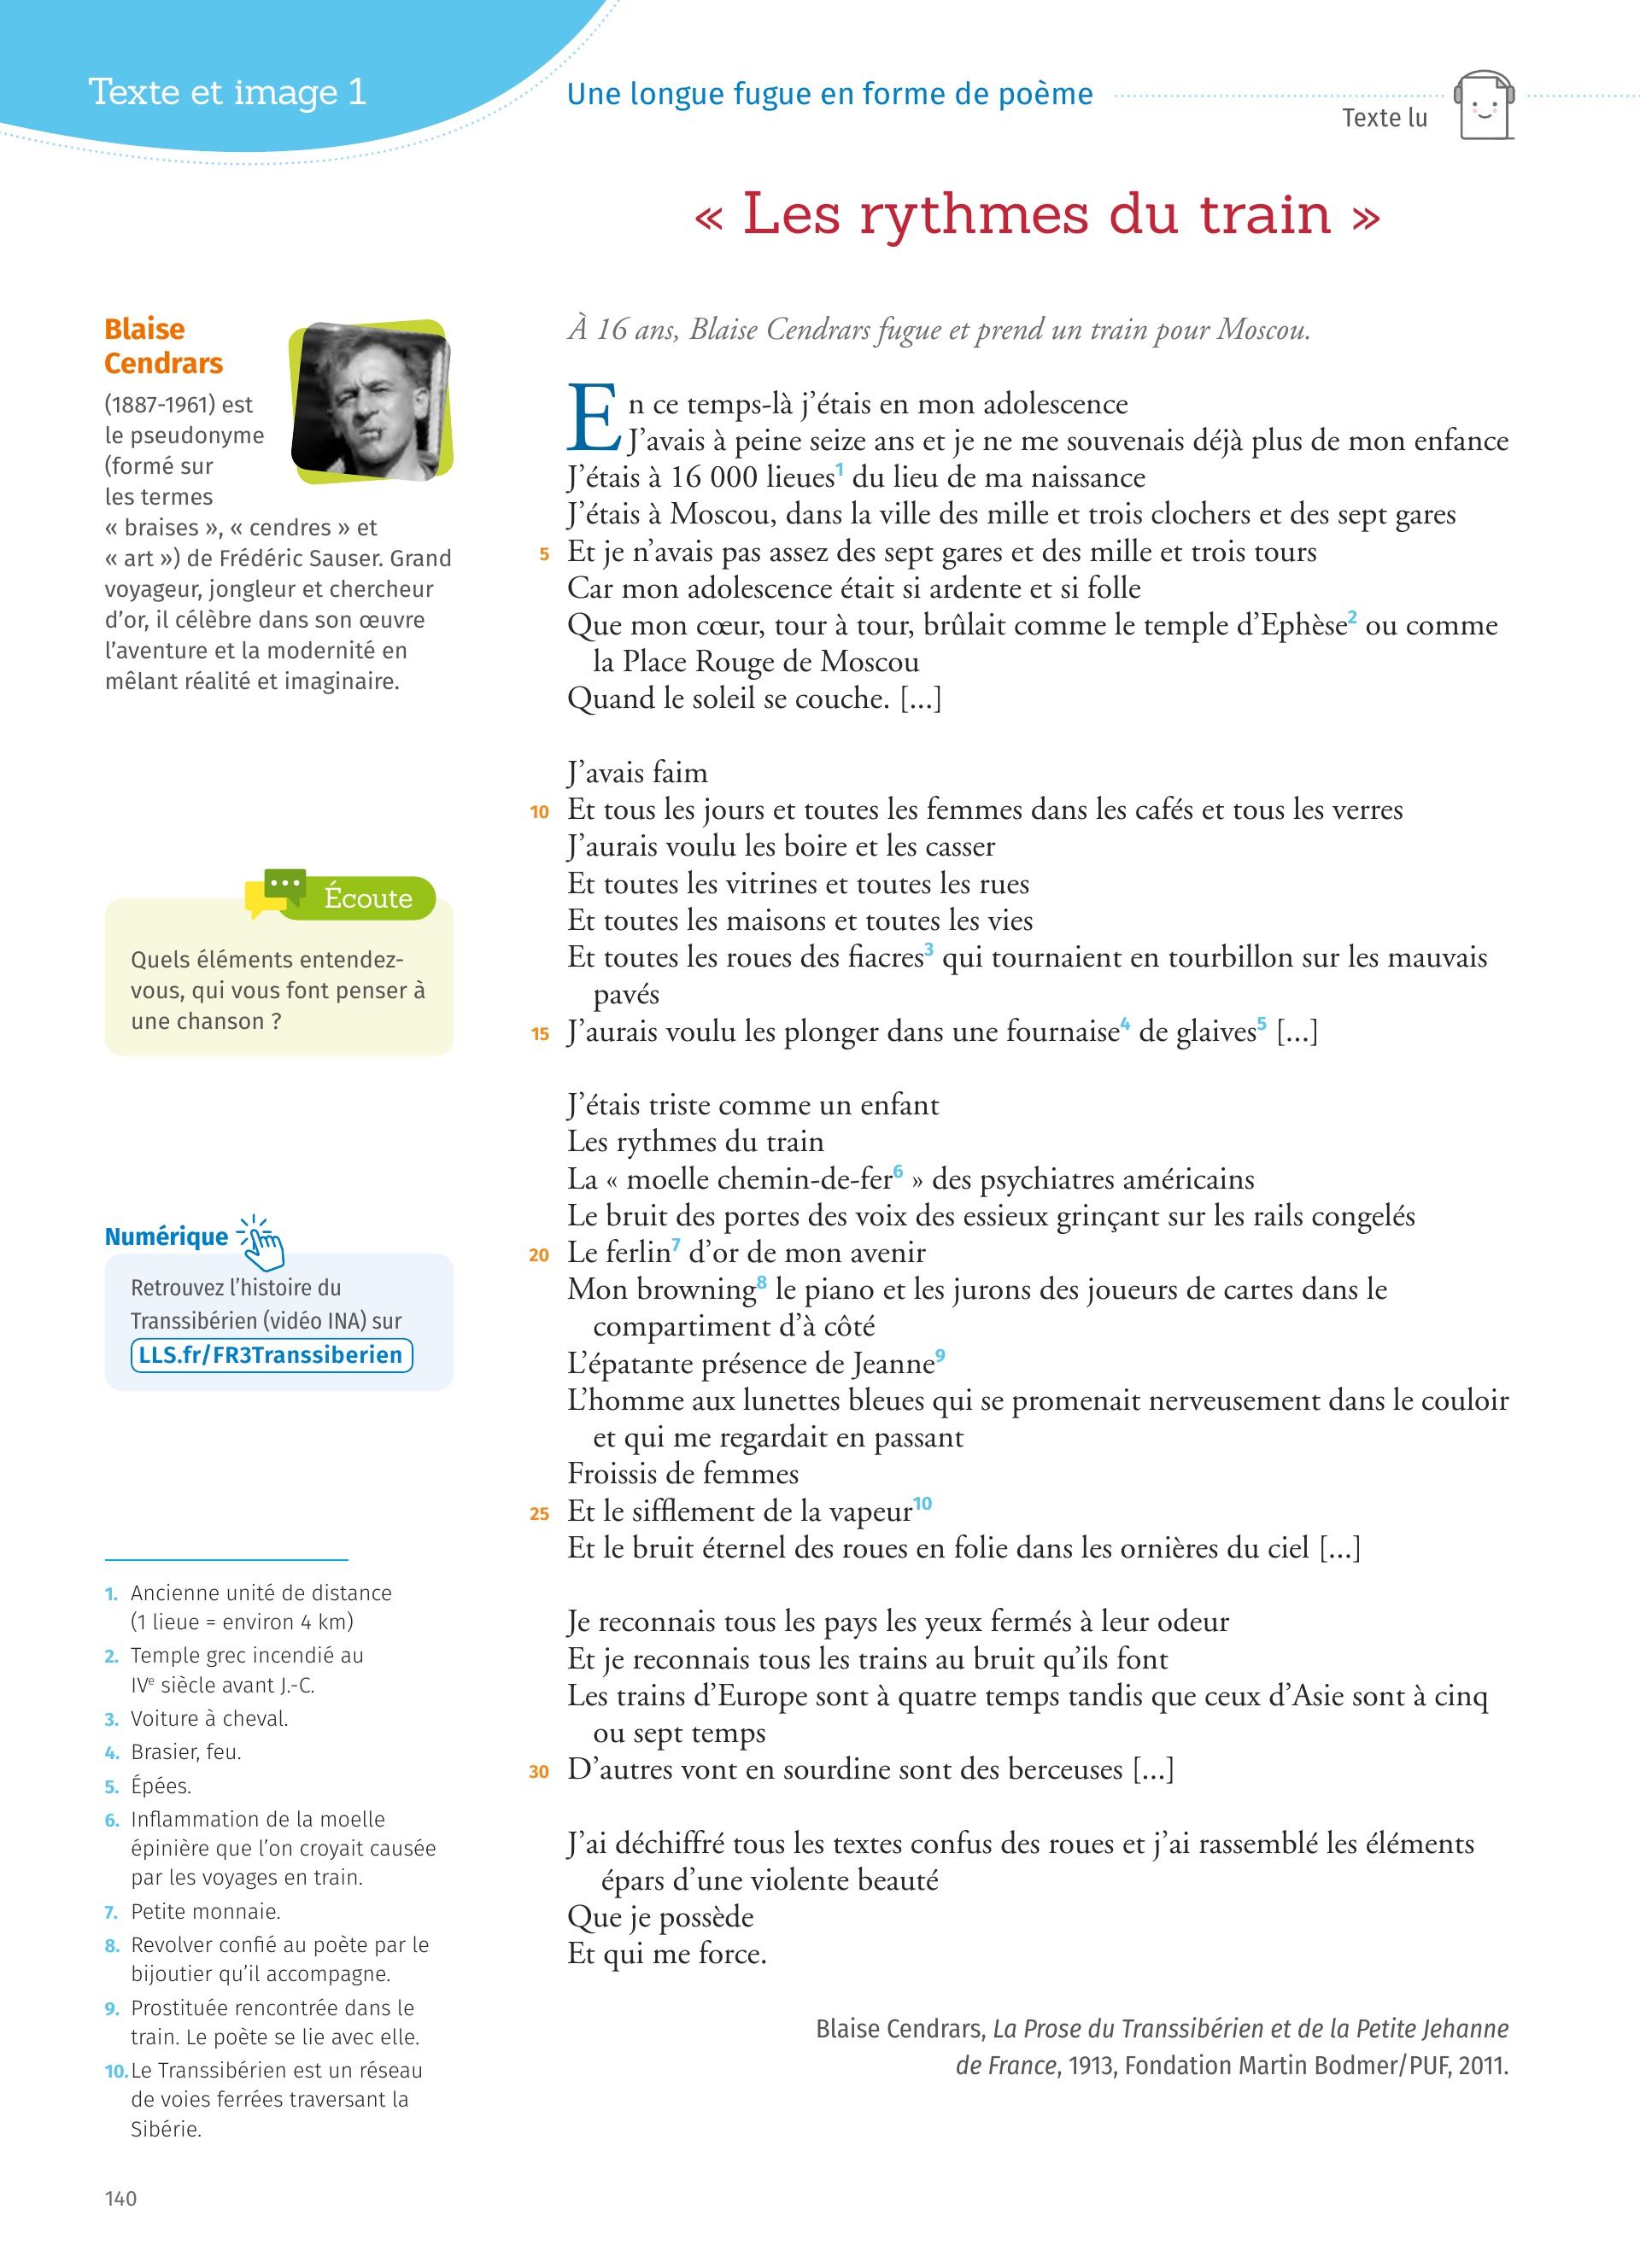 Texte et image 1
Une longue fugue en forme de poème
Texte lu
« Les rythmes du train »
Blaise
Cendrars
(1887-1961) est
le pseudonyme
(formé sur
les termes
« braises », « cendres » et
« art ») de Frédéric Sauser. Grand
voyageur, jongleur et chercheur
d’or, il célèbre dans son œuvre
l’aventure et la modernité en
mêlant réalité et imaginaire.
Écoute
Quels éléments entendez-
vous, qui vous font penser à
une chanson ?
Numérique
Retrouvez l’histoire du
Transsibérien (vidéo INA) sur
LLS.fr/FR3Transsiberien
À 16 ans, Blaise Cendrars fugue et prend un train pour Moscou.
En ce temps-là j’étais en mon adolescence
J’avais à peine seize ans et je ne me souvenais déjà plus de mon enfance
J’étais à 16 000 lieues1 du lieu de ma naissance
J’étais à Moscou, dans la ville des mille et trois clochers et des sept gares
5 Et je n’avais pas assez des sept gares et des mille et trois tours
Car mon adolescence était si ardente et si folle
Que mon cœur, tour à tour, brûlait comme le temple d’Ephèse2 ou comme
la Place Rouge de Moscou
Quand le soleil se couche. [...]
J’avais faim
10 Et tous les jours et toutes les femmes dans les cafés et tous les verres
J’aurais voulu les boire et les casser
Et toutes les vitrines et toutes les rues
Et toutes les maisons et toutes les vies
Et toutes les roues des fiacres3 qui tournaient en tourbillon sur les mauvais
pavés
15 J’aurais voulu les plonger dans une fournaise4 de glaives5 [...]
J’étais triste comme un enfant
Les rythmes du train
La « moelle chemin-de-fer6 » des psychiatres américains
Le bruit des portes des voix des essieux grinçant sur les rails congelés
20 Le ferlin7 d’or de mon avenir
Mon browning8 le piano et les jurons des joueurs de cartes dans le
compartiment d’à côté
L’épatante présence de Jeanne9
L’homme aux lunettes bleues qui se promenait nerveusement dans le couloir
et qui me regardait en passant
Froissis de femmes
25 Et le sifflement de la vapeur10
Et le bruit éternel des roues en folie dans les ornières du ciel [...]
Je reconnais tous les pays les yeux fermés à leur odeur
Et je reconnais tous les trains au bruit qu’ils font
Les trains d’Europe sont à quatre temps tandis que ceux d’Asie sont à cinq
ou sept temps
30 D’autres vont en sourdine sont des berceuses [...]
J’ai déchiffré tous les textes confus des roues et j’ai rassemblé les éléments
épars d’une violente beauté
Que je possède
Et qui me force.
Blaise Cendrars, La Prose du Transsibérien et de la Petite Jehanne
de France, 1913, Fondation Martin Bodmer/PUF, 2011.
1. Ancienne unité de distance
(1 lieue = environ 4 km)
2. Temple grec incendié au
IVe siècle avant J.-C.
3. Voiture à cheval.
4. Brasier, feu.
5. Épées.
6. Inflammation de la moelle
épinière que l’on croyait causée
par les voyages en train.
7. Petite monnaie.
8. Revolver confié au poète par le
bijoutier qu’il accompagne.
9. Prostituée rencontrée dans le
train. Le poète se lie avec elle.
10. Le Transsibérien est un réseau
de voies ferrées traversant la
Sibérie.
140